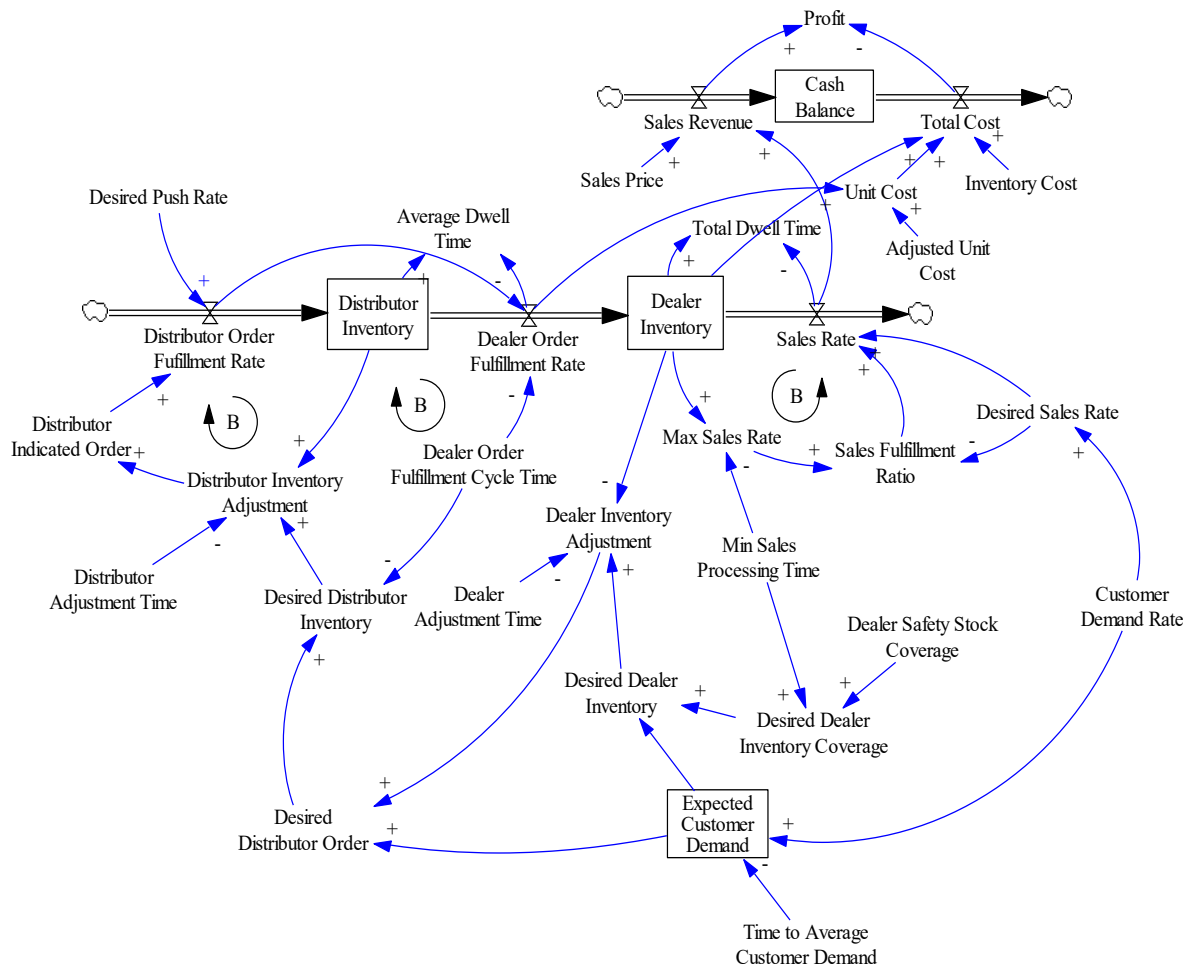 Profit
+
-
Cash
Balance
Sales Revenue
Total Cost
+
+
+
+
+
Sales Price
Unit Cost
Inventory Cost
Desired Push Rate
Average Dwell
Time
Total Dwell Time
+
+
Adjusted Unit
Cost
+
+
-
+
-
Distributor
Inventory
Dealer
Inventory
Distributor Order
Fufillment Rate
Dealer Order
Fulfillment Rate
Sales Rate
+
+
+
-
B
B
B
+
Desired Sales Rate
Distributor
Indicated Order
+
+
Dealer Order
Fulfillment Cycle Time
Max Sales Rate
-
+
Sales Fulfillment
Ratio
-
+
Distributor Inventory
Adjustment
+
-
-
Dealer Inventory
Adjustment
Min Sales
Processing Time
Distributor
Adjustment Time
Desired Distributor
Inventory
-
Dealer
Adjustment Time
-
+
Customer
Demand Rate
Dealer Safety Stock
Coverage
+
Desired Dealer
Inventory
+
+
+
Desired Dealer
Inventory Coverage
+
Desired
Distributor Order
+
Expected
Customer
Demand
+
-
Time to Average
Customer Demand